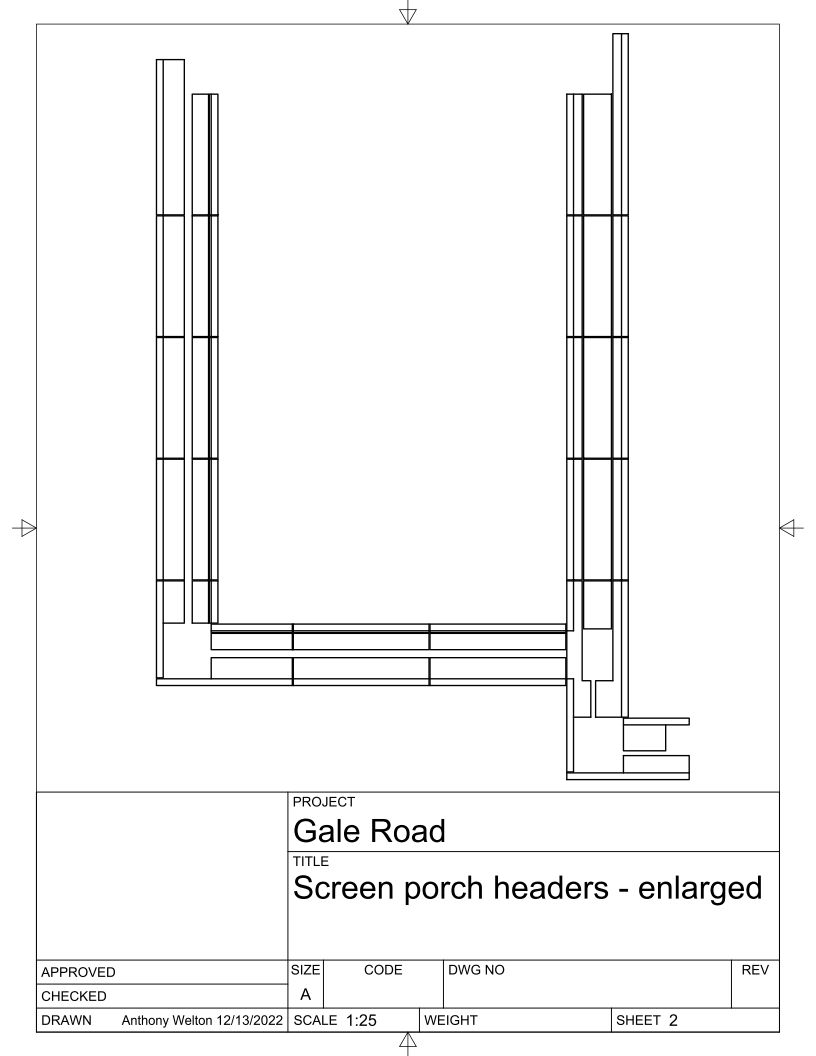 PROJECT
Gale Road
TITLE
Screen porch headers - enlarged
APPROVED
CHECKED
DRAWN Anthony Welton 12/13/2022
SIZE CODE DWG NO REV
A
SCALE 1:25 WEIGHT SHEET 2